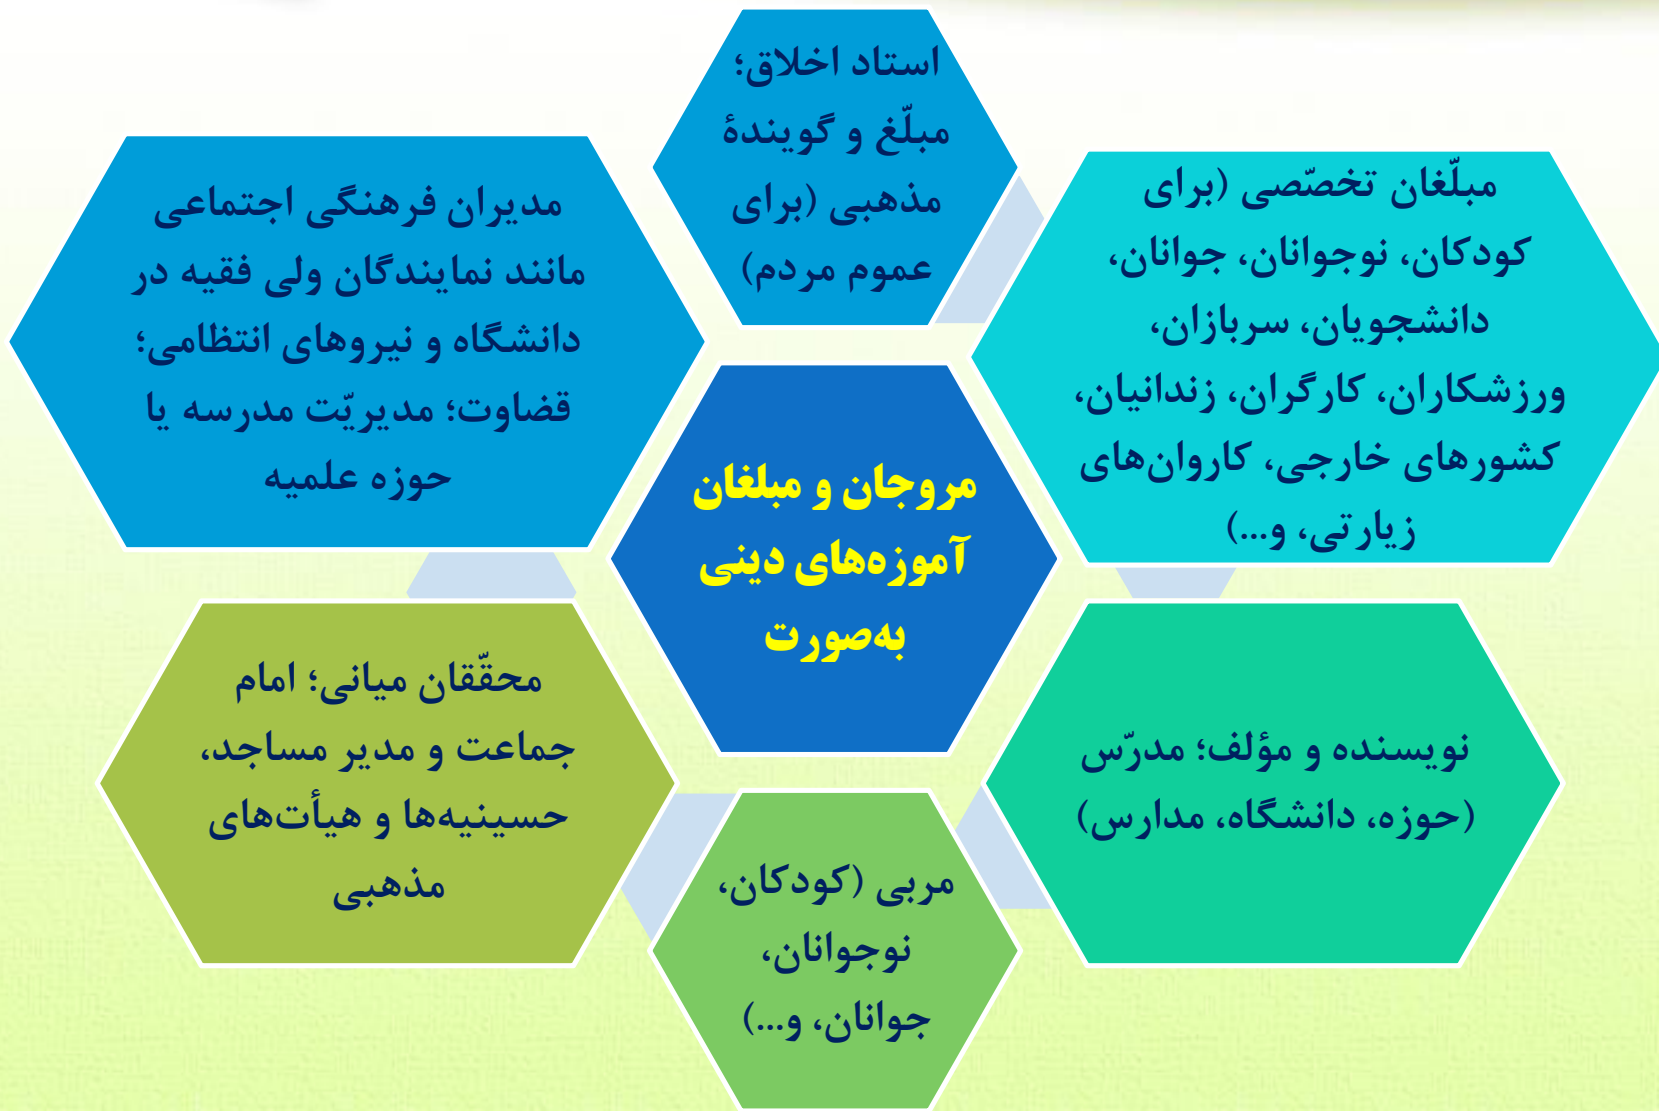 استاد اخلاق؛
مبلّغ و گویندهٔ
مذهبی (برای
عموم مردم)
مبلّغان تخصّصی (برای
کودکان، نوجوانان، جوانان،
دانشجویان، سربازان،
ورزشکاران، کارگران، زندانیان،
کشورهای خارجی، کاروان‌های
زیارتی، و...)
نویسنده و مؤلف؛ مدرّس
(حوزه، دانشگاه، مدارس)
مربی (کودکان،
نوجوانان،
جوانان، و...)
محقّقان میانی؛ امام
جماعت و مدیر مساجد،
حسینیه‌ها و هیأت‌های
مذهبی
مدیران فرهنگی اجتماعی
مانند نمایندگان ولی فقیه در
دانشگاه و نیروهای انتظامی؛
قضاوت؛ مدیریّت مدرسه یا
حوزه علمیه
مروجان و مبلغان
آموزه‌های دینی
به‌صورت